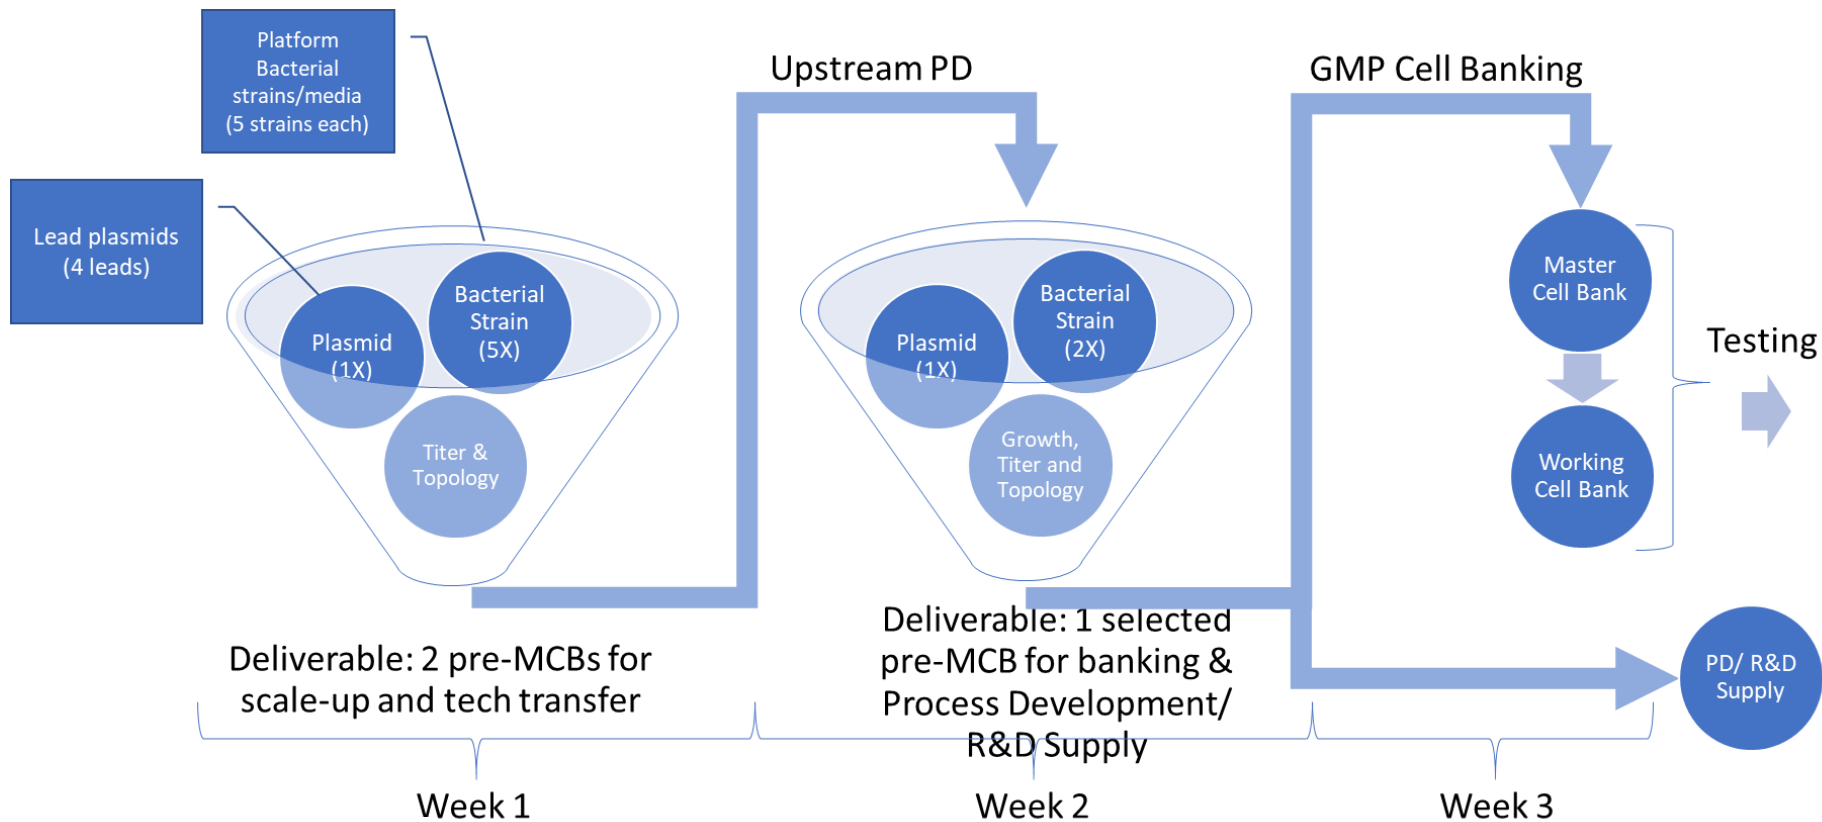 Platform
Bacterial
strains/media
(5 strains each)
Lead plasmids
(4 leads)
Upstream PD
GMP Cell Banking
Plasmid
(1X)
Bacterial
Strain
(5X)
Titer &
Topology
Plasmid
(1X)
Bacterial
Strain
(2X)
Growth,
Titer and
Topology
Master
Cell Bank
Working
Cell Bank
Testing
Deliverable: 2 pre-MCBs for
scale-up and tech transfer
Deliverable: 1 selected
pre-MCB for banking &
Process Development/
R&D Supply
PD/ R&D
Supply
Week 1
Week 2
Week 3